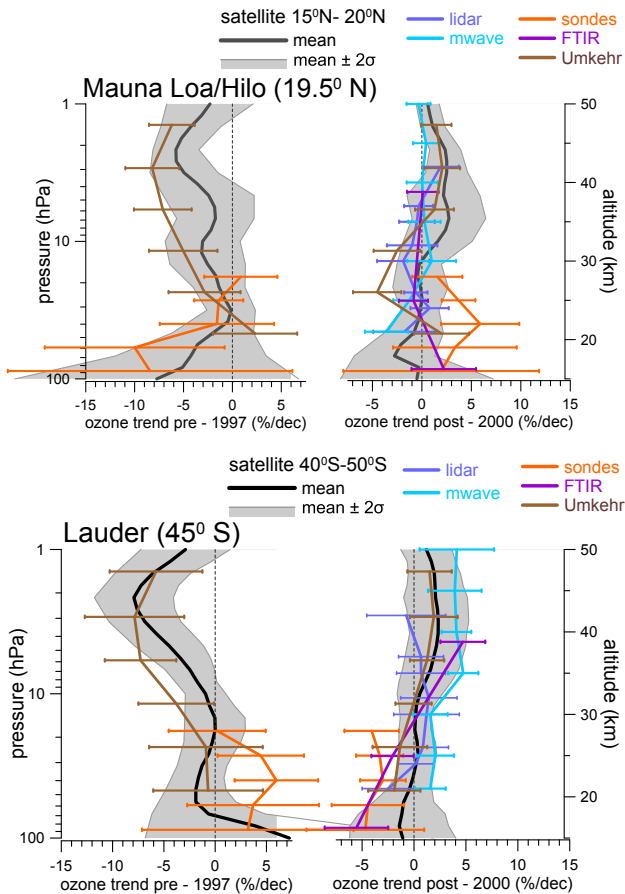 satellite 15⁰N- 20⁰N
mean
mean ± 2σ
lidar
mwave
sondes
FTIR
Umkehr
Mauna Loa/Hilo (19.5⁰ N)
1
10
100
pressure (hPa)
-15 -10 -5 0 5
ozone trend pre - 1997 (%/dec)
-5 0 5 10 15
ozone trend post - 2000 (%/dec)
50
40
30
20
altitude (km)
satellite 40⁰S-50⁰S
mean
mean ± 2σ
lidar
mwave
sondes
FTIR
Umkehr
Lauder (45⁰ S)
1
10
100
pressure (hPa)
-15 -10 -5 0 5
ozone trend pre - 1997 (%/dec)
-5 0 5 10 15
ozone trend post - 2000 (%/dec)
50
40
30
20
altitude (km)